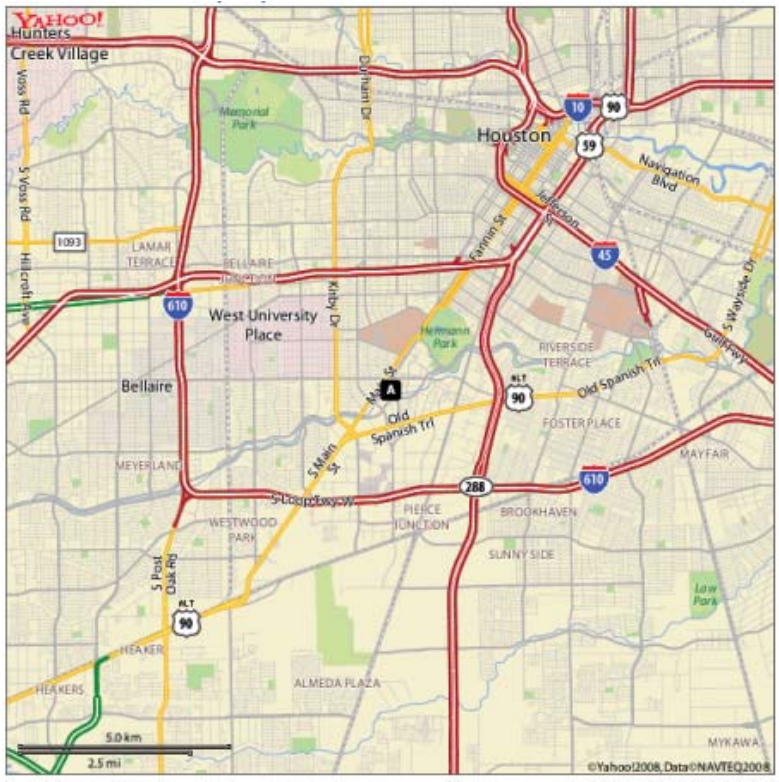 YAHOO!
Hunters
Creek Village
Voss Rd
S Voss Rd
Hillcroft Ave
Durham Dr
Memorial
Park
Houston
10
90
59
Navigation
Blvd
Jefferson
St
Fannin St
45
S Wayside Dr
Gulf Fwy
1093
LAMAR
TERRACE
BELLAIRE
JUNCTION
610
West University
Place
Kirby Dr
Hermann
Park
RIVERSIDE
TERRACE
Bellaire
Main St
A
ALT
90
Old Spanish Trl
Old
Spanish Trl
FOSTER PLACE
MEYERLAND
S Main
St
MAYFAIR
288
610
S Loop Fwy W
WESTWOOD
PARK
PIERCE
JUNCTION
BROOKHAVEN
SUNNY SIDE
S Post
Oak Rd
Law
Park
ALT
90
HEAKER
HEAKERS
ALMEDA PLAZA
MYKAWA
5.0 km
2.5 mi
©Yahoo!2008, Data©NAVTEQ2008